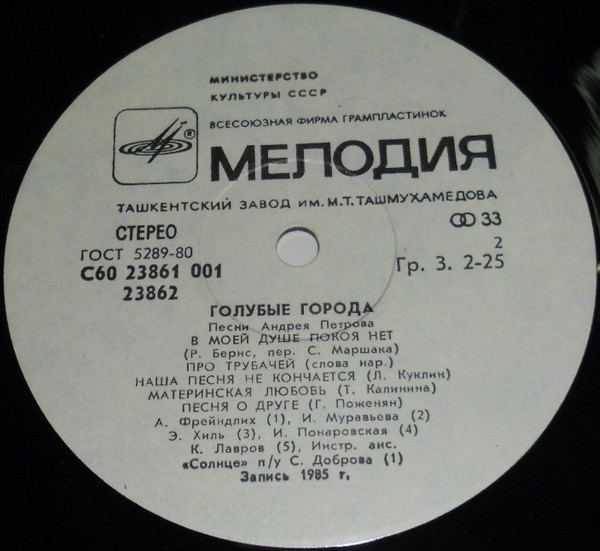 МИНИСТЕРСТВО
КУЛЬТУРЫ СССР
ВСЕСОЮЗНАЯ ФИРМА ГРАМПЛАСТИНОК
® МЕЛОДИЯ
ТАШКЕНТСКИЙ ЗАВОД ИМ. М. Т. ТАШМУХАМЕДОВА
СТЕРЕО 33
ГОСТ 5289-80 2
С60 23861 001 Гр. 3. 2-25
23862
ГОЛУБЫЕ ГОРОДА
Песни Андрея Петрова
В МОЕЙ ДУШЕ ПОКОЯ НЕТ
(Р. Бернс, пер. С. Маршака)
ПРО ТРУБАЧЕЙ (слова нар.)
НАША ПЕСНЯ НЕ КОНЧАЕТСЯ (Л. Куклин)
МАТЕРИНСКАЯ ЛЮБОВЬ (Т. Калинина)
ПЕСНЯ О ДРУГЕ (Г. Поженян)
А. Фрейндлих (1), И. Муравьева (2)
Э. Хиль (3), И. Понаровская (4)
К. Лавров (5), Инстр. анс.
«Солнце» п/у С. Доброва (1)
Запись 1985 г.